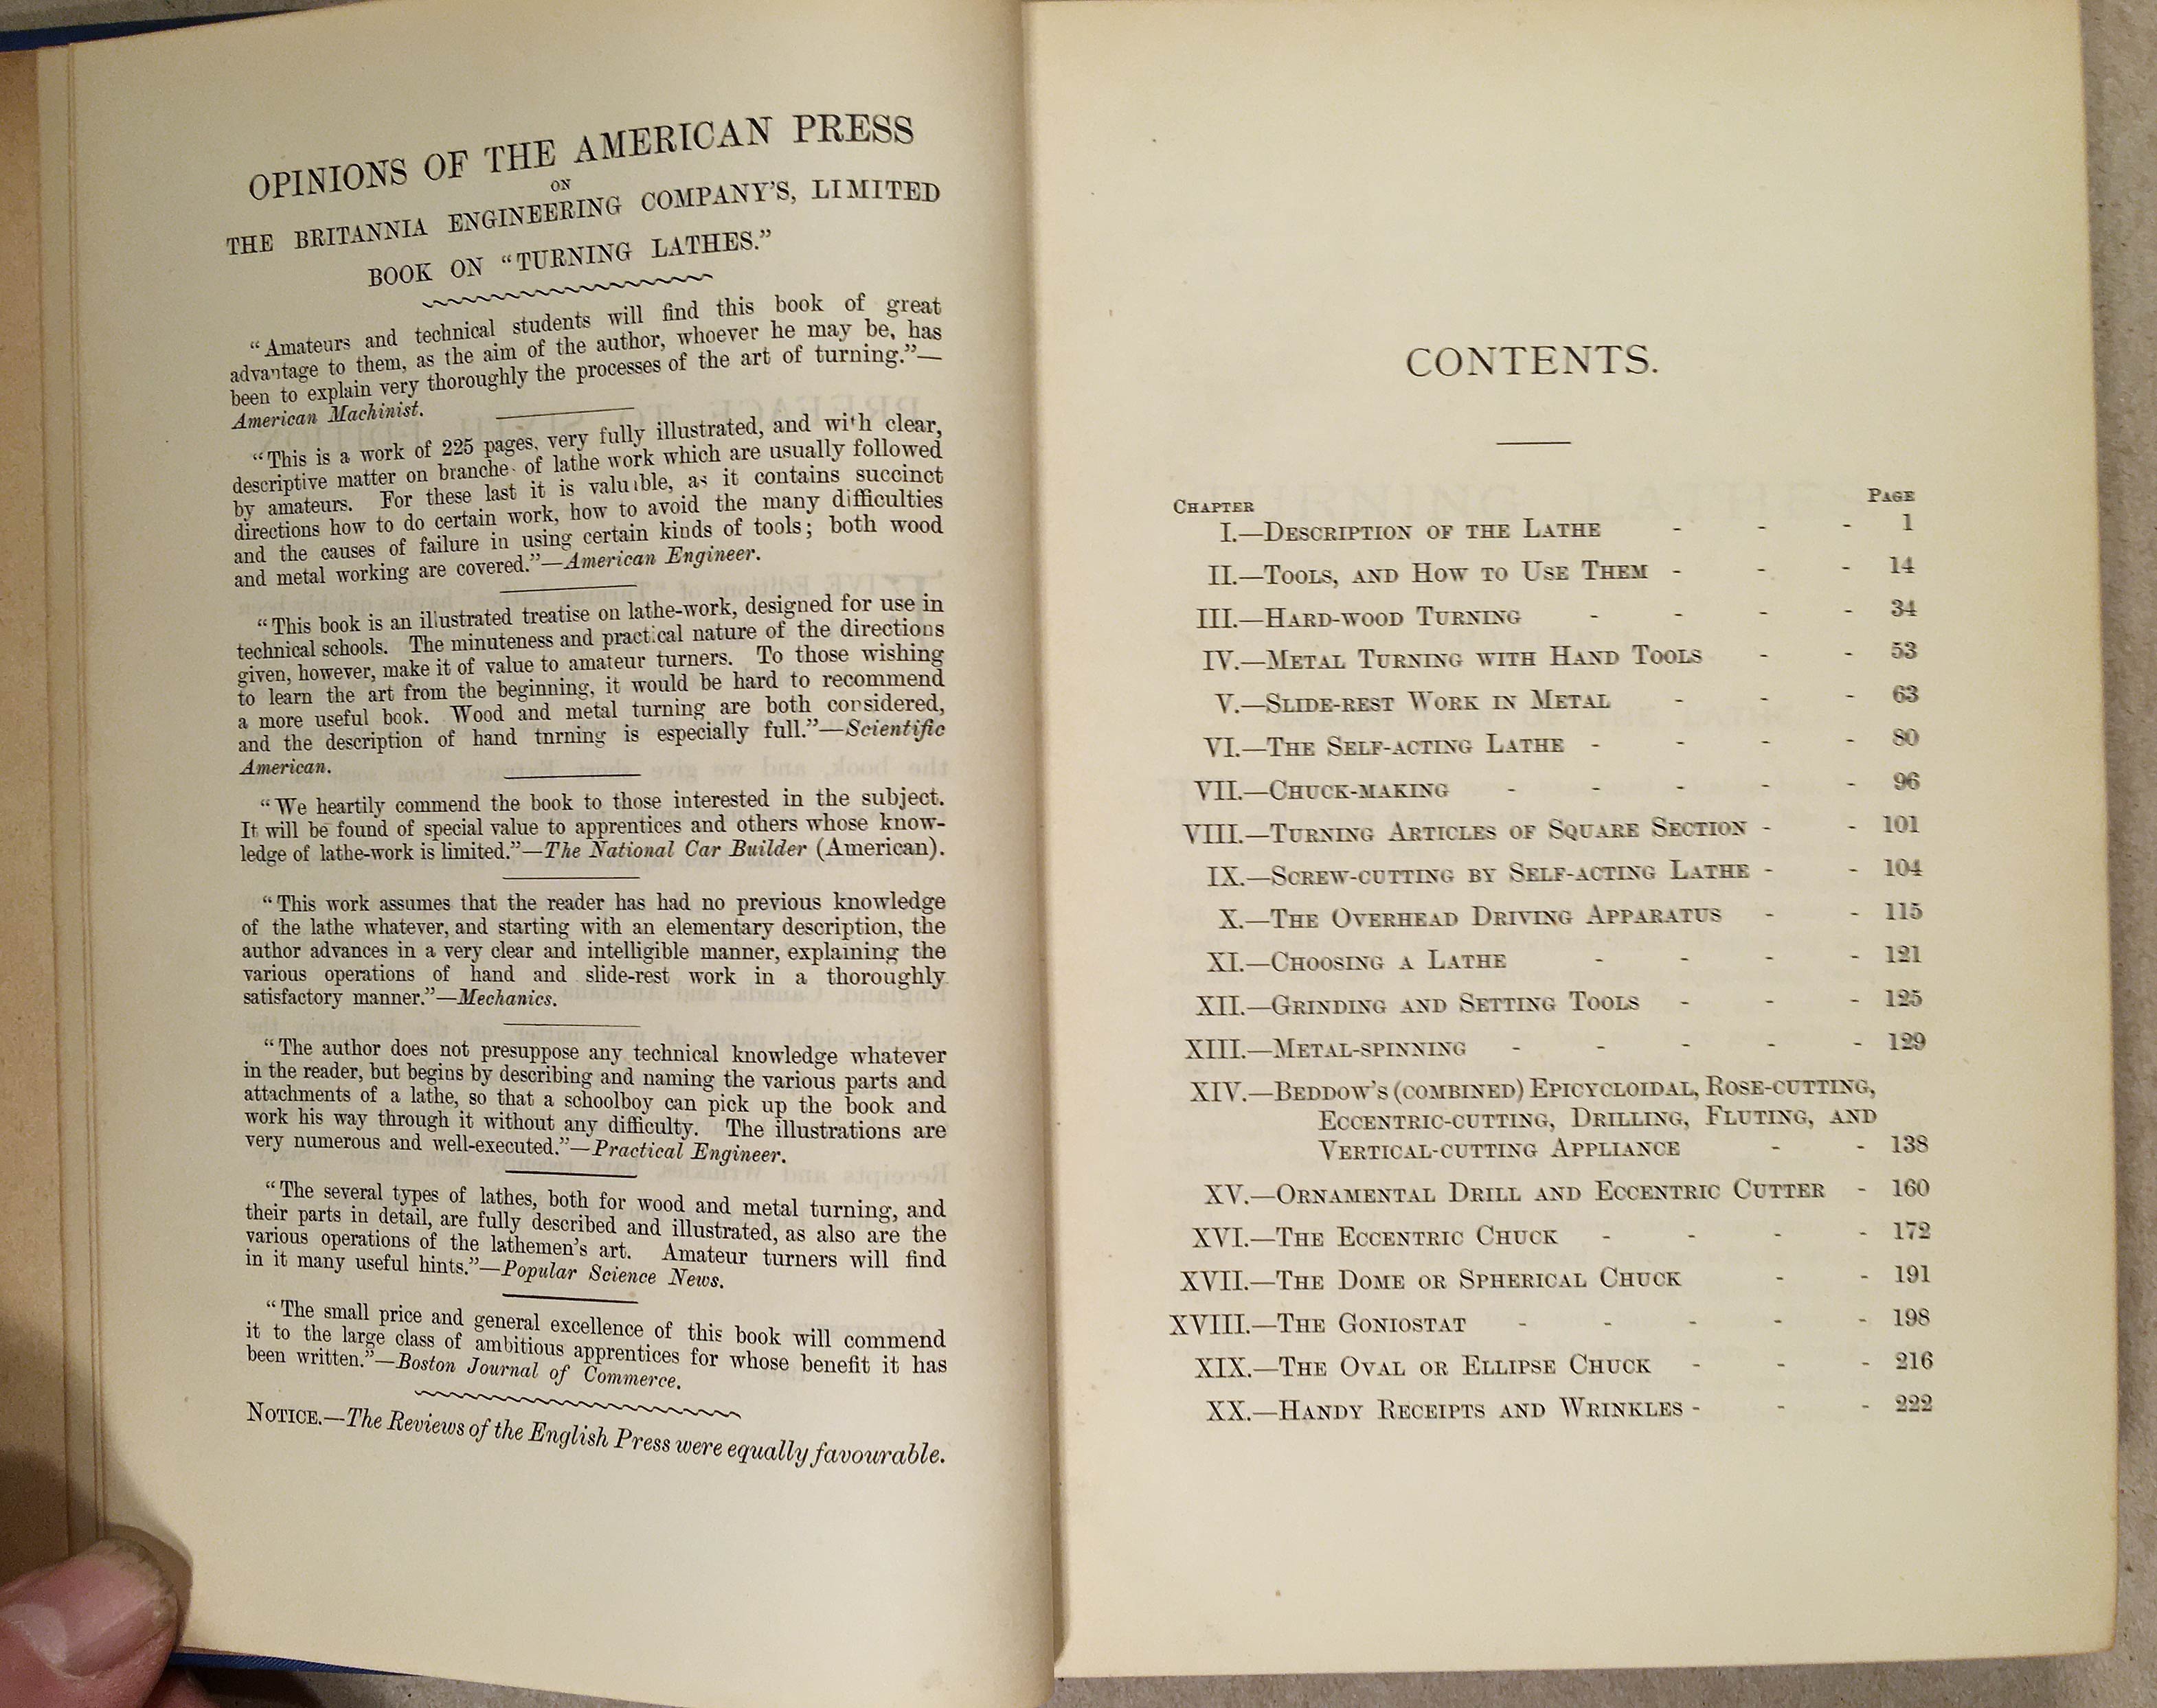 OPINIONS OF THE AMERICAN PRESS
ON
THE BRITANNIA ENGINEERING COMPANY'S, LIMITED
BOOK ON "TURNING LATHES."
"Amateurs and technical students will find this book of great
advantage to them, as the aim of the author, whoever he may be, has
been to explain very thoroughly the processes of the art of turning."—
American Machinist.
"This is a work of 225 pages, very fully illustrated, and with clear,
descriptive matter on branche· of lathe work which are usually followed
by amateurs. For these last it is valuable, as it contains succinct
directions how to do certain work, how to avoid the many difficulties
and the causes of failure in using certain kinds of tools; both wood
and metal working are covered."—American Engineer.
"This book is an illustrated treatise on lathe-work, designed for use in
technical schools. The minuteness and practical nature of the directions
given, however, make it of value to amateur turners. To those wishing
to learn the art from the beginning, it would be hard to recommend
a more useful book. Wood and metal turning are both considered,
and the description of hand tnrning is especially full."—Scientific
American.
"We heartily commend the book to those interested in the subject.
It will be found of special value to apprentices and others whose know-
ledge of lathe-work is limited."—The National Car Builder (American).
"This work assumes that the reader has had no previous knowledge
of the lathe whatever, and starting with an elementary description, the
author advances in a very clear and intelligible manner, explaining the
various operations of hand and slide-rest work in a thoroughly
satisfactory manner."—Mechanics.
"The author does not presuppose any technical knowledge whatever
in the reader, but begins by describing and naming the various parts and
attachments of a lathe, so that a schoolboy can pick up the book and
work his way through it without any difficulty. The illustrations are
very numerous and well-executed."—Practical Engineer.
"The several types of lathes, both for wood and metal turning, and
their parts in detail, are fully described and illustrated, as also are the
various operations of the lathemen's art. Amateur turners will find
in it many useful hints."—Popular Science News.
"The small price and general excellence of this book will commend
it to the large class of ambitious apprentices for whose benefit it has
been written."—Boston Journal of Commerce.
NOTICE.—The Reviews of the English Press were equally favourable.
CONTENTS.
CHAPTER PAGE
I.—DESCRIPTION OF THE LATHE - - - 1
II.—TOOLS, AND HOW TO USE THEM - - - 14
III.—HARD-WOOD TURNING - - - - 34
IV.—METAL TURNING WITH HAND TOOLS - - 53
V.—SLIDE-REST WORK IN METAL - - - 63
VI.—THE SELF-ACTING LATHE - - - - 80
VII.—CHUCK-MAKING - - - - - 96
VIII.—TURNING ARTICLES OF SQUARE SECTION - - 101
IX.—SCREW-CUTTING BY SELF-ACTING LATHE - - 104
X.—THE OVERHEAD DRIVING APPARATUS - - 115
XI.—CHOOSING A LATHE - - - - 121
XII.—GRINDING AND SETTING TOOLS - - - 125
XIII.—METAL-SPINNING - - - - - 129
XIV.—BEDDOW'S (COMBINED) EPICYCLOIDAL, ROSE-CUTTING,
ECCENTRIC-CUTTING, DRILLING, FLUTING, AND
VERTICAL-CUTTING APPLIANCE - - 138
XV.—ORNAMENTAL DRILL AND ECCENTRIC CUTTER - 160
XVI.—THE ECCENTRIC CHUCK - - - - 172
XVII.—THE DOME OR SPHERICAL CHUCK - - 191
XVIII.—THE GONIOSTAT - - - - - 198
XIX.—THE OVAL OR ELLIPSE CHUCK - - - 216
XX.—HANDY RECEIPTS AND WRINKLES - - - 222